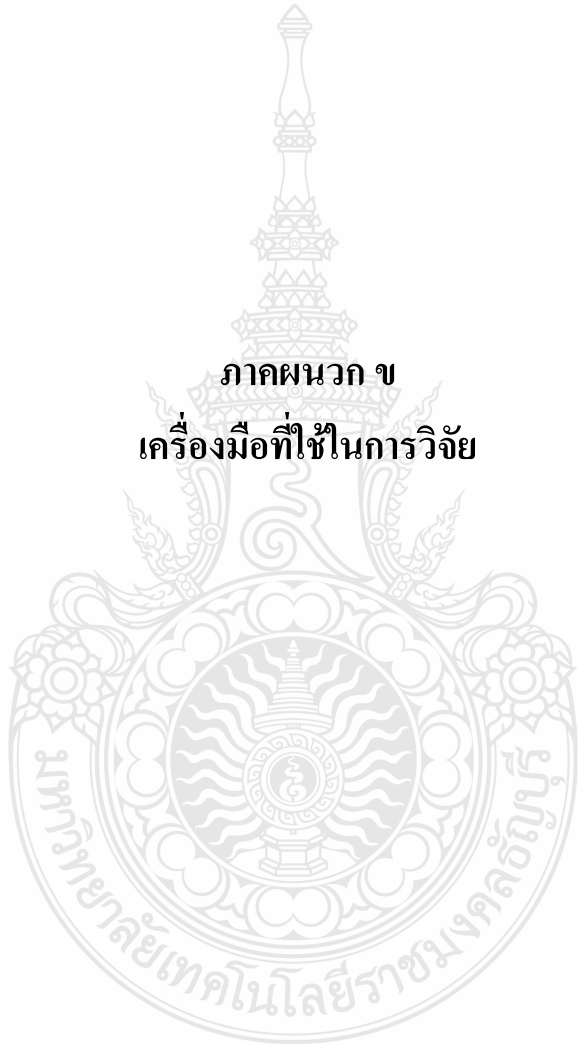 ภาคผนวก ข
เครื่องมือที่ใช้ในการวิจัย
มหาวิทยาลัยเทคโนโลยีราชมงคลธัญบุรี